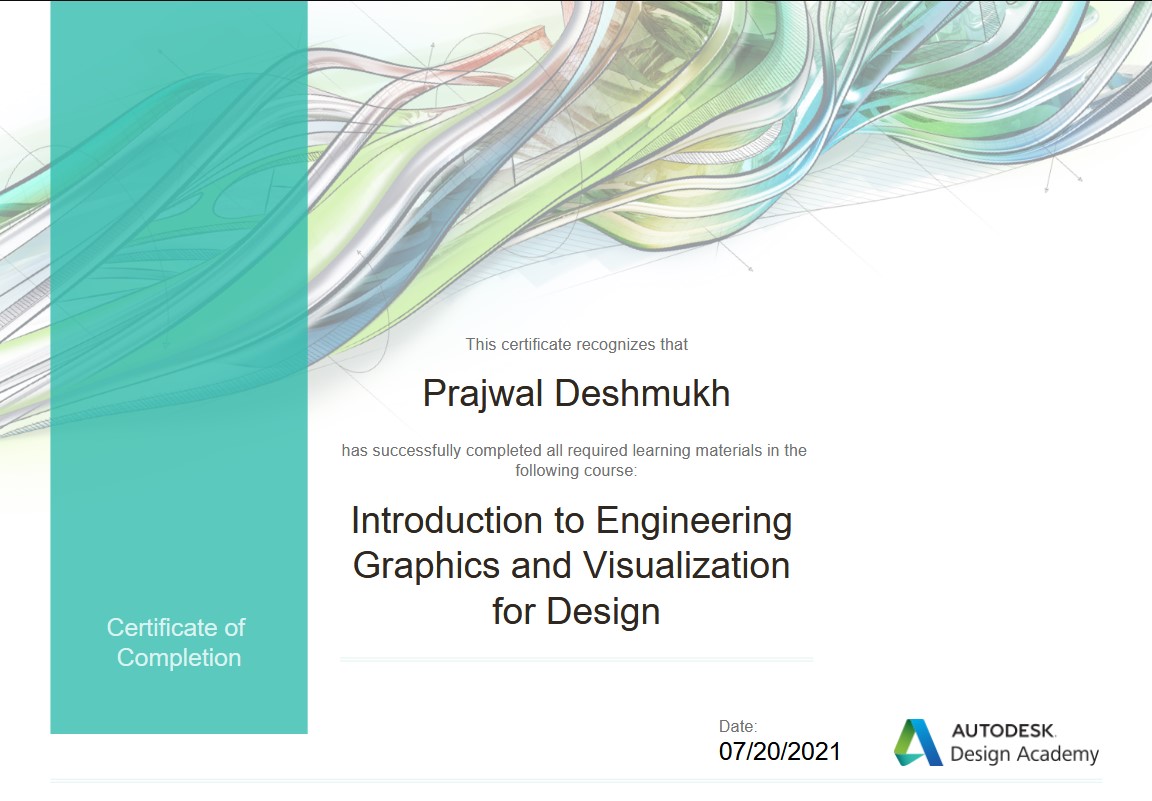 This certificate recognizes that
Prajwal Deshmukh
has successfully completed all required learning materials in the
following course:
Introduction to Engineering
Graphics and Visualization
for Design
Certificate of
Completion
Date:
07/20/2021
AUTODESK.
Design Academy